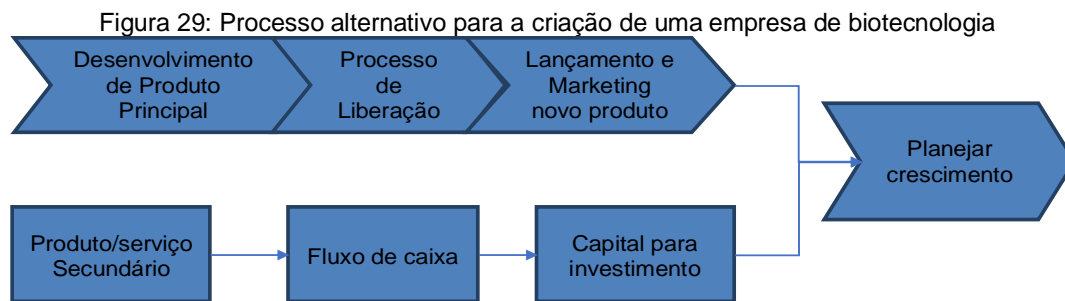 Figura 29: Processo alternativo para a criação de uma empresa de biotecnologia
Desenvolvimento
de Produto
Principal
Processo
de
Liberação
Lançamento e
Marketing
novo produto
Planejar
crescimento
Produto/serviço
Secundário
Fluxo de caixa
Capital para
investimento